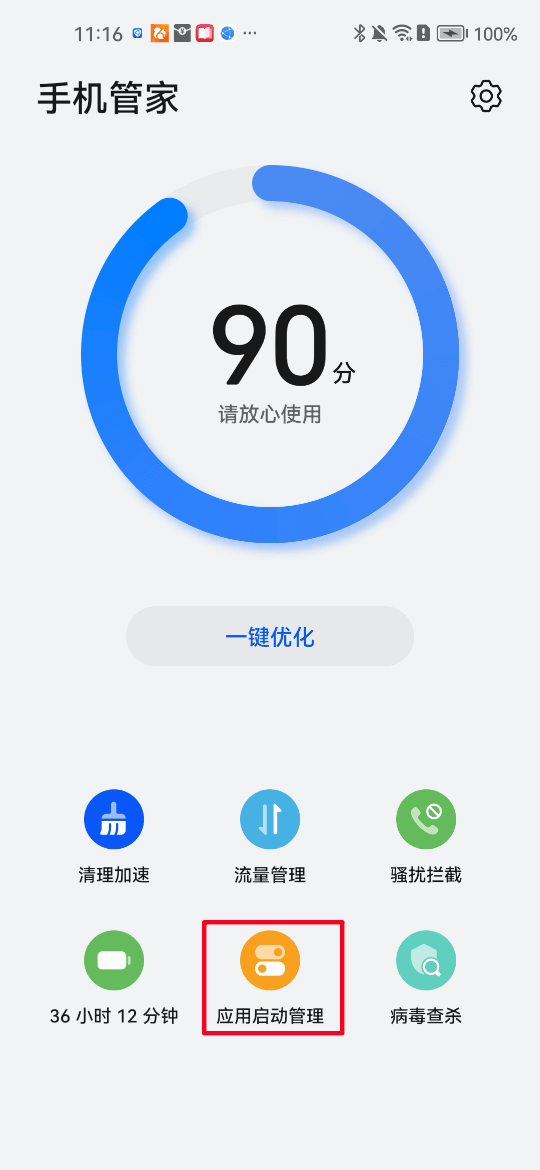 11:16 100%
手机管家
90分
请放心使用
一键优化
清理加速 流量管理 骚扰拦截
36 小时 12 分钟 应用启动管理 病毒查杀